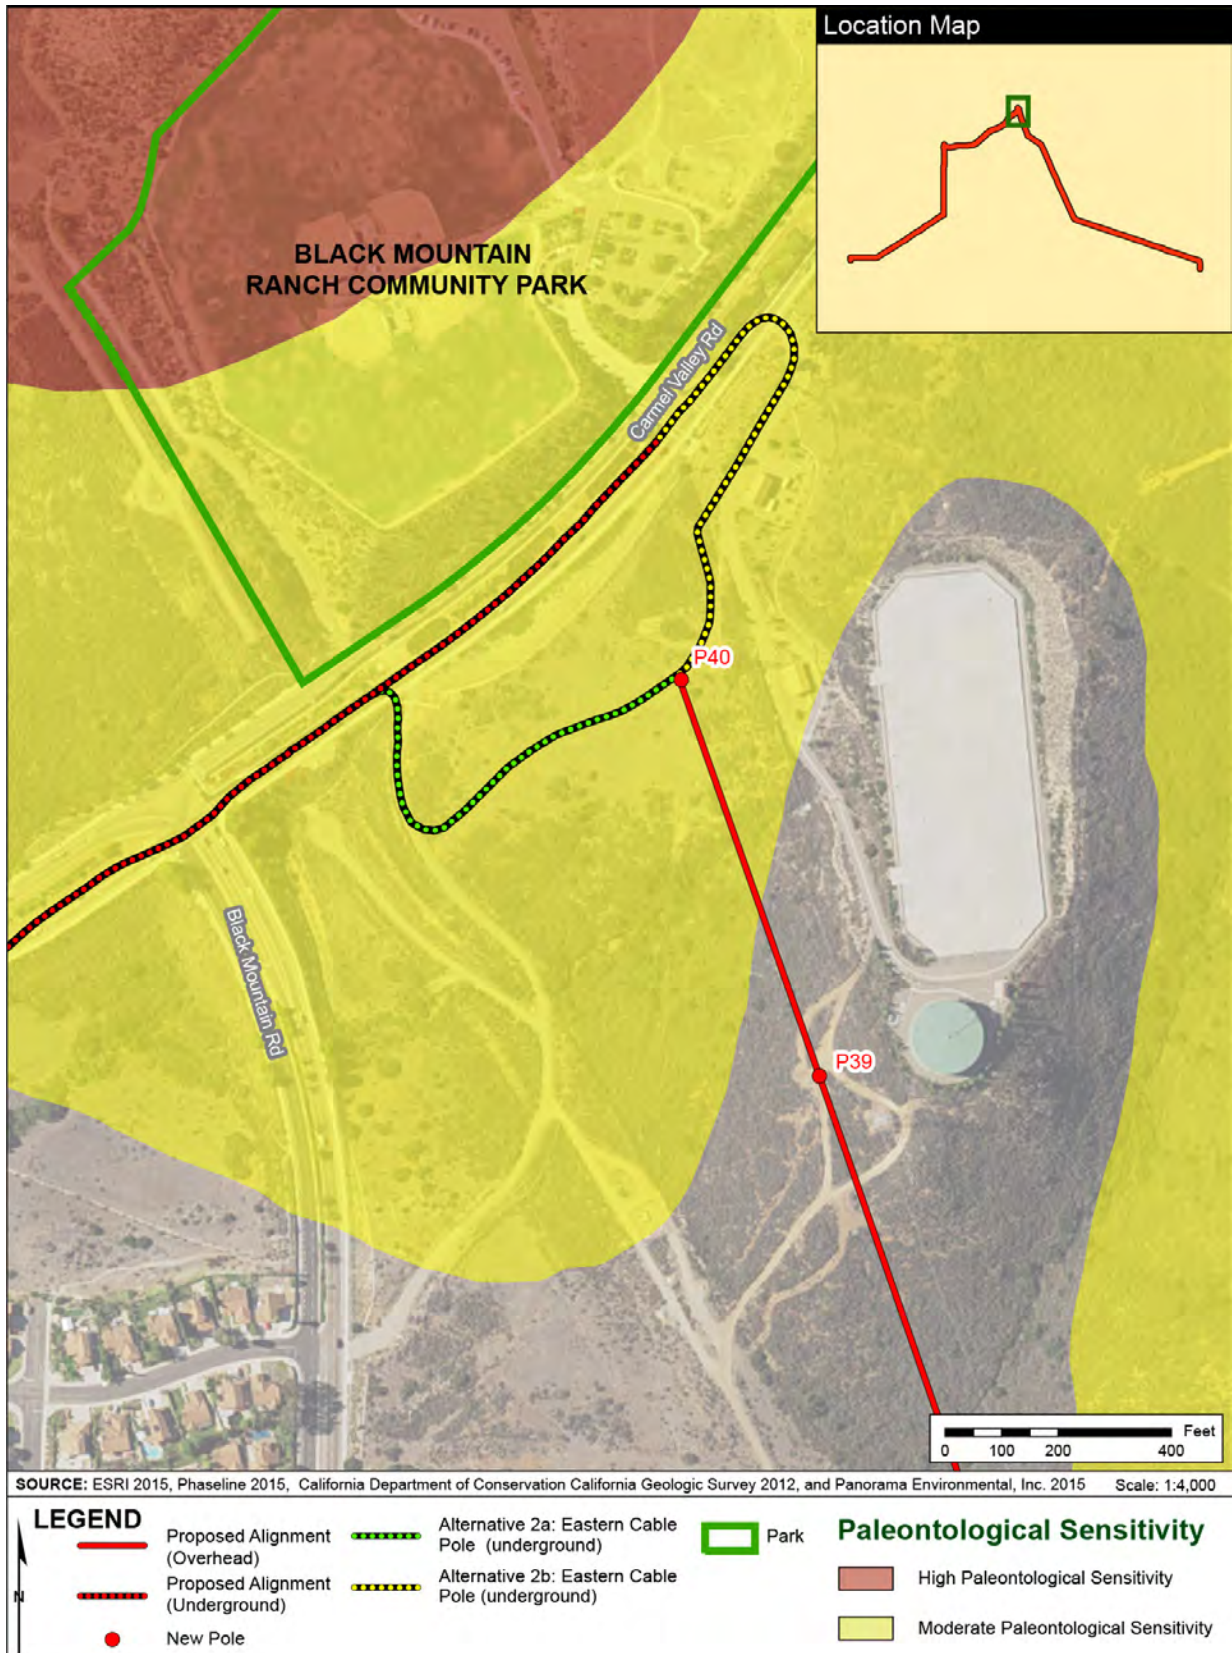 Location Map
BLACK MOUNTAIN
RANCH COMMUNITY PARK
Carmel Valley Rd
P40
P39
Black Mountain Rd
Feet
0 100 200 400
SOURCE: ESRI 2015, Phaseline 2015, California Department of Conservation California Geologic Survey 2012, and Panorama Environmental, Inc. 2015 Scale: 1:4,000
LEGEND
N
Proposed Alignment
(Overhead)
Proposed Alignment
(Underground)
New Pole
Alternative 2a: Eastern Cable
Pole (underground)
Alternative 2b: Eastern Cable
Pole (underground)
Park
Paleontological Sensitivity
High Paleontological Sensitivity
Moderate Paleontological Sensitivity